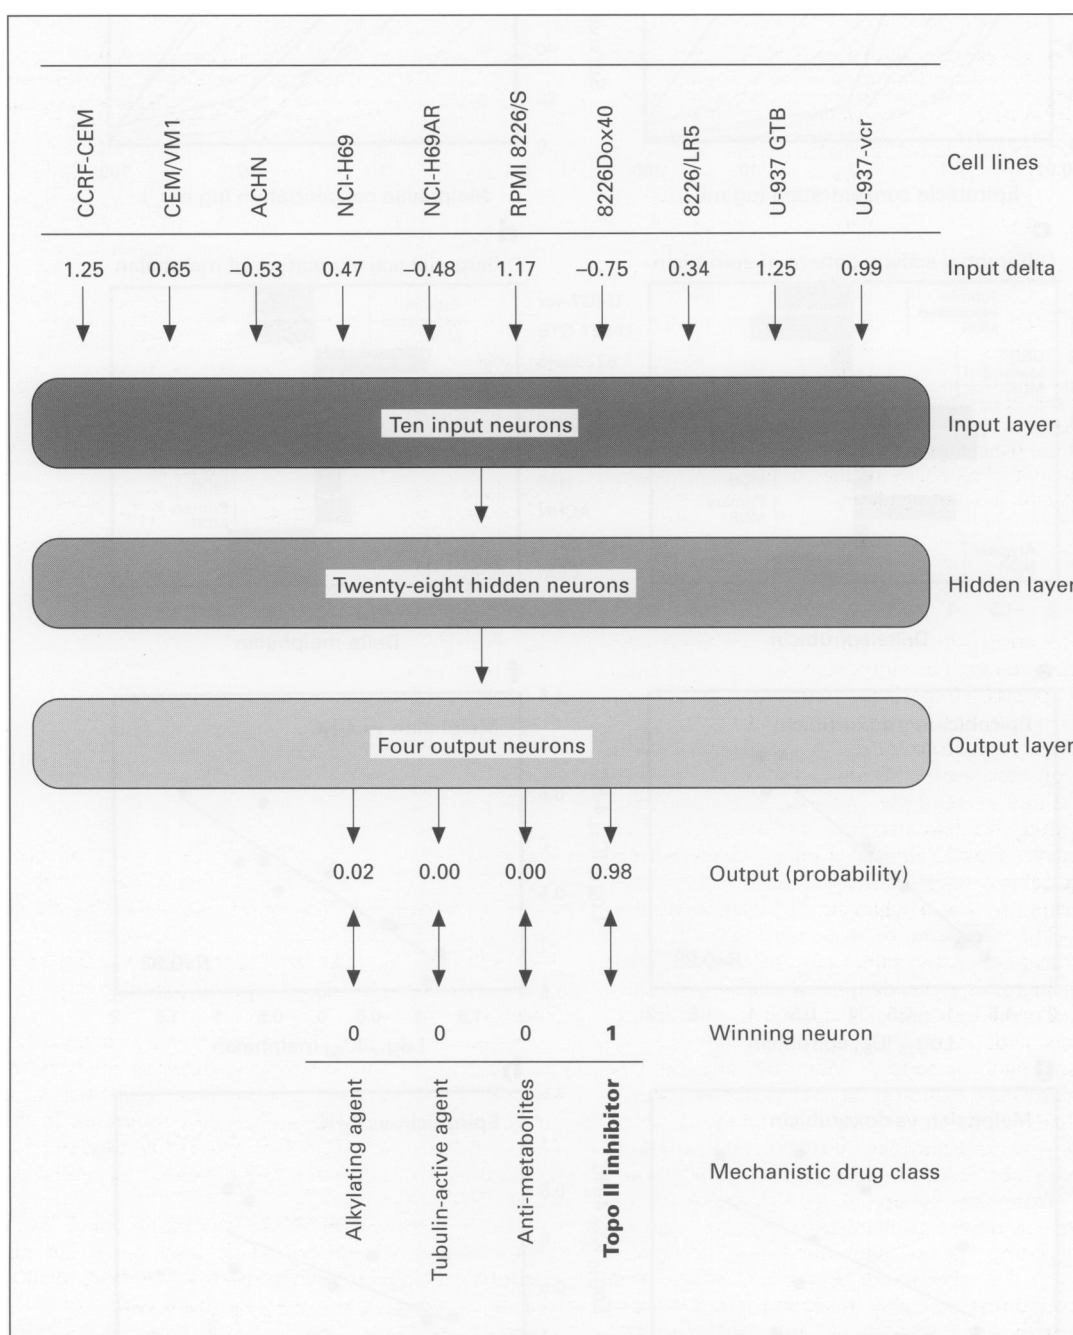 CCRF-CEM
CEM/VM1
ACHN
NCI-H69
NCI-H69AR
RPMI 8226/S
8226Dox40
8226/LR5
U-937 GTB
U-937-vcr
Cell lines
1.25 0.65 –0.53 0.47 –0.48 1.17 –0.75 0.34 1.25 0.99 Input delta
Ten input neurons Input layer
Twenty-eight hidden neurons Hidden layer
Four output neurons Output layer
0.02 0.00 0.00 0.98 Output (probability)
0 0 0 1 Winning neuron
Alkylating agent
Tubulin-active agent
Anti-metabolites
Topo II inhibitor
Mechanistic drug class